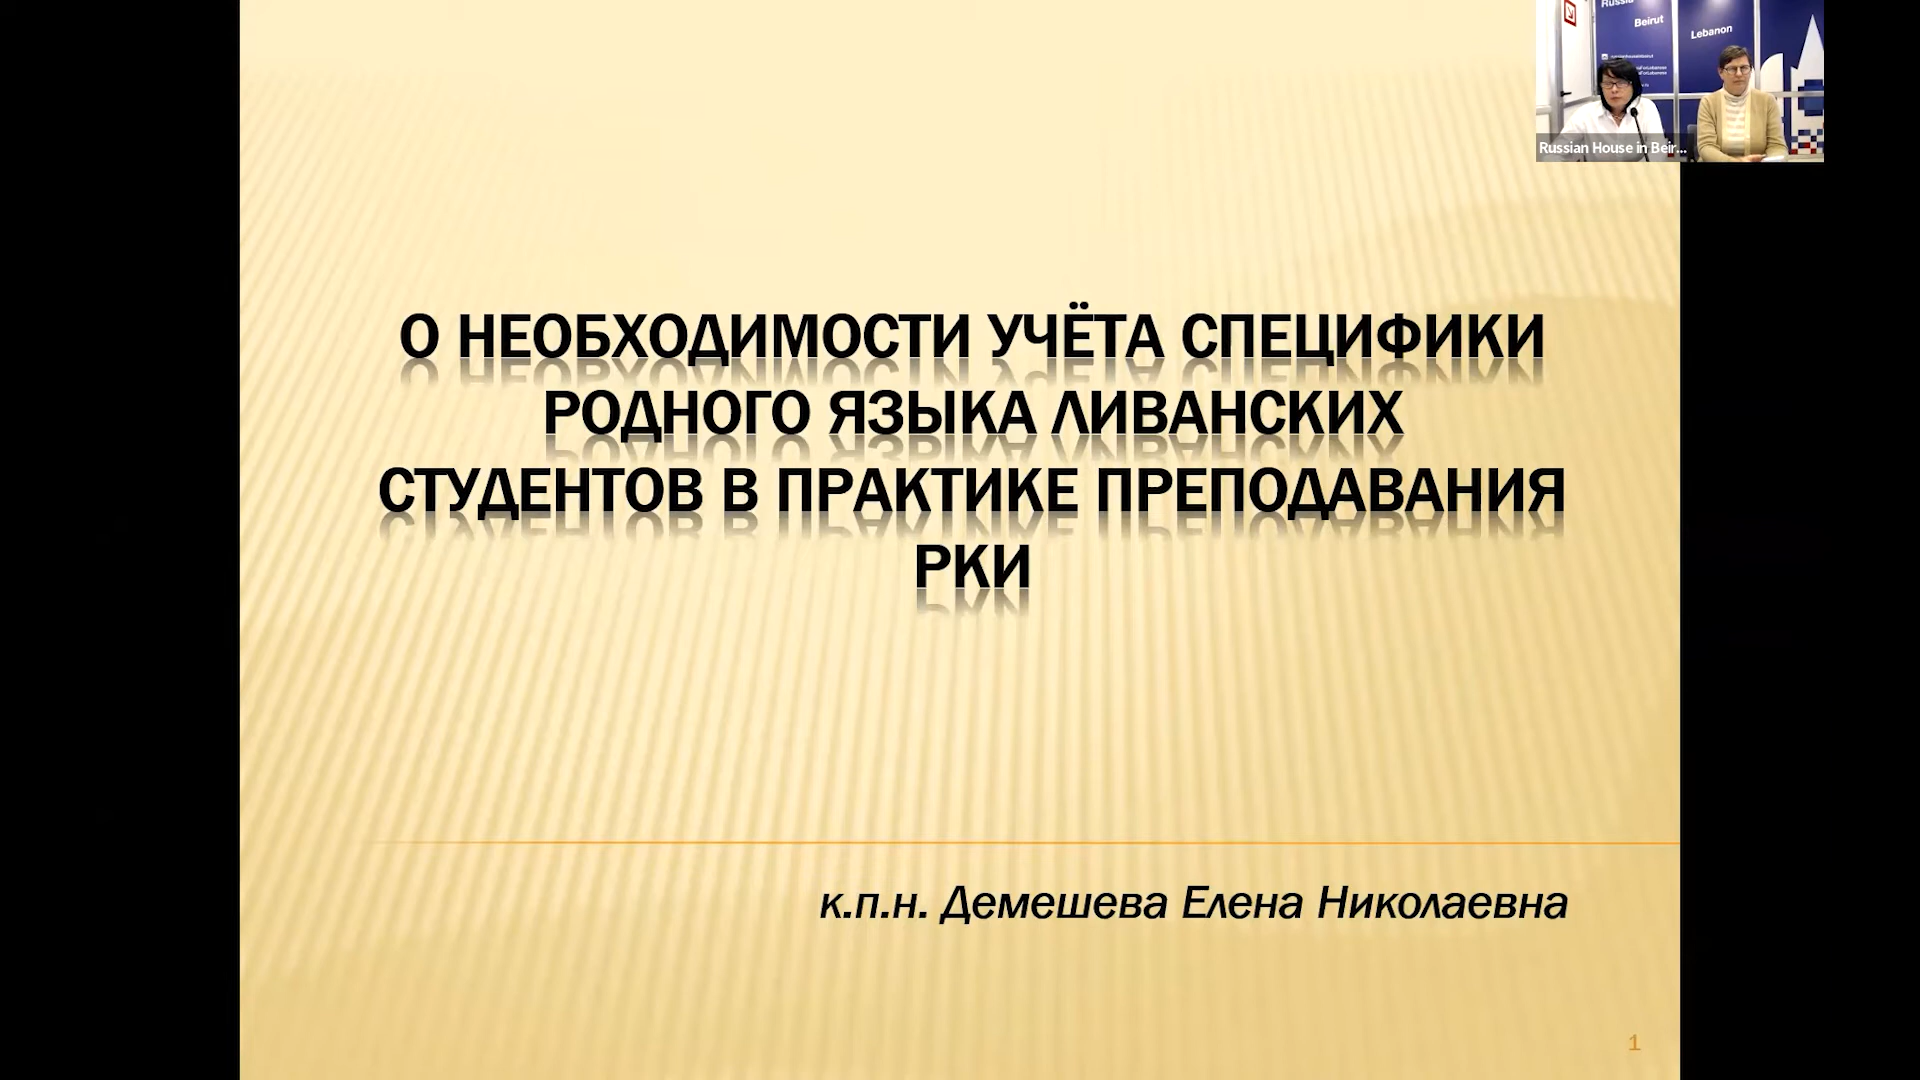 Russia
Beirut
Lebanon
Russian House in Beir...
О НЕОБХОДИМОСТИ УЧЁТА СПЕЦИФИКИ
РОДНОГО ЯЗЫКА ЛИВАНСКИХ
СТУДЕНТОВ В ПРАКТИКЕ ПРЕПОДАВАНИЯ
РКИ
к.п.н. Демешева Елена Николаевна
1